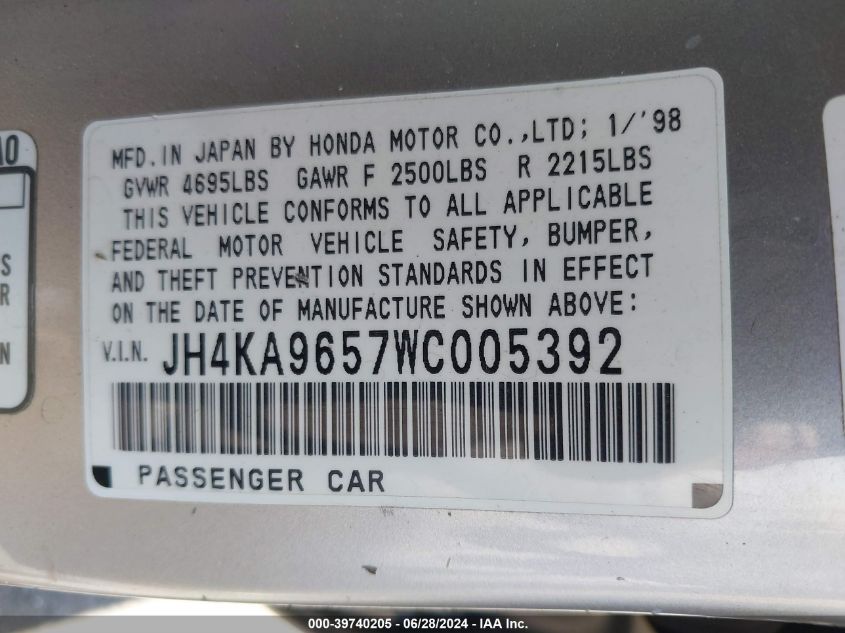 MFD. IN JAPAN BY HONDA MOTOR CO.,LTD; 1/'98
GVWR 4695LBS GAWR F 2500LBS R 2215LBS
THIS VEHICLE CONFORMS TO ALL APPLICABLE
FEDERAL MOTOR VEHICLE SAFETY, BUMPER,
AND THEFT PREVENTION STANDARDS IN EFFECT
ON THE DATE OF MANUFACTURE SHOWN ABOVE:
V.I.N. JH4KA9657WC005392
PASSENGER CAR
000-39740205 - 06/28/2024 - IAA Inc.